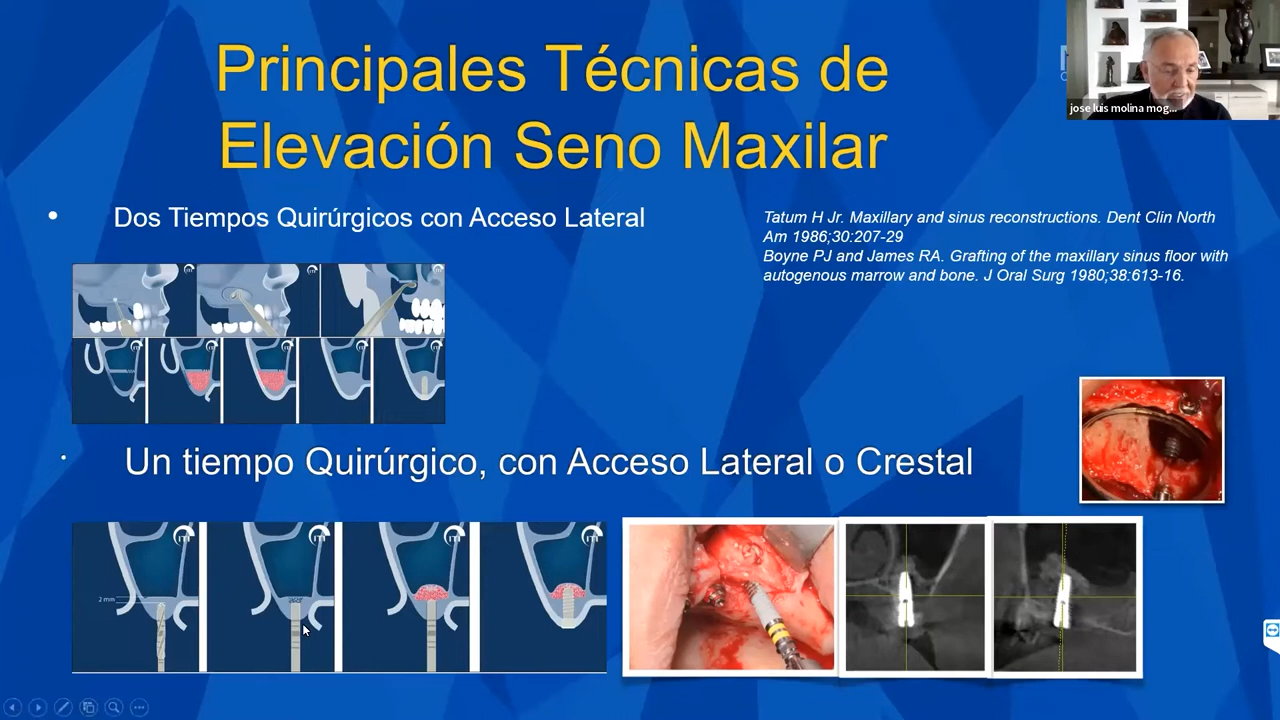 Principales Técnicas de
Elevación Seno Maxilar
jose luis molina mog...
• Dos Tiempos Quirúrgicos con Acceso Lateral
Tatum H Jr. Maxillary and sinus reconstructions. Dent Clin North
Am 1986;30:207-29
Boyne PJ and James RA. Grafting of the maxillary sinus floor with
autogenous marrow and bone. J Oral Surg 1980;38:613-16.
• Un tiempo Quirúrgico, con Acceso Lateral o Crestal
2 mm